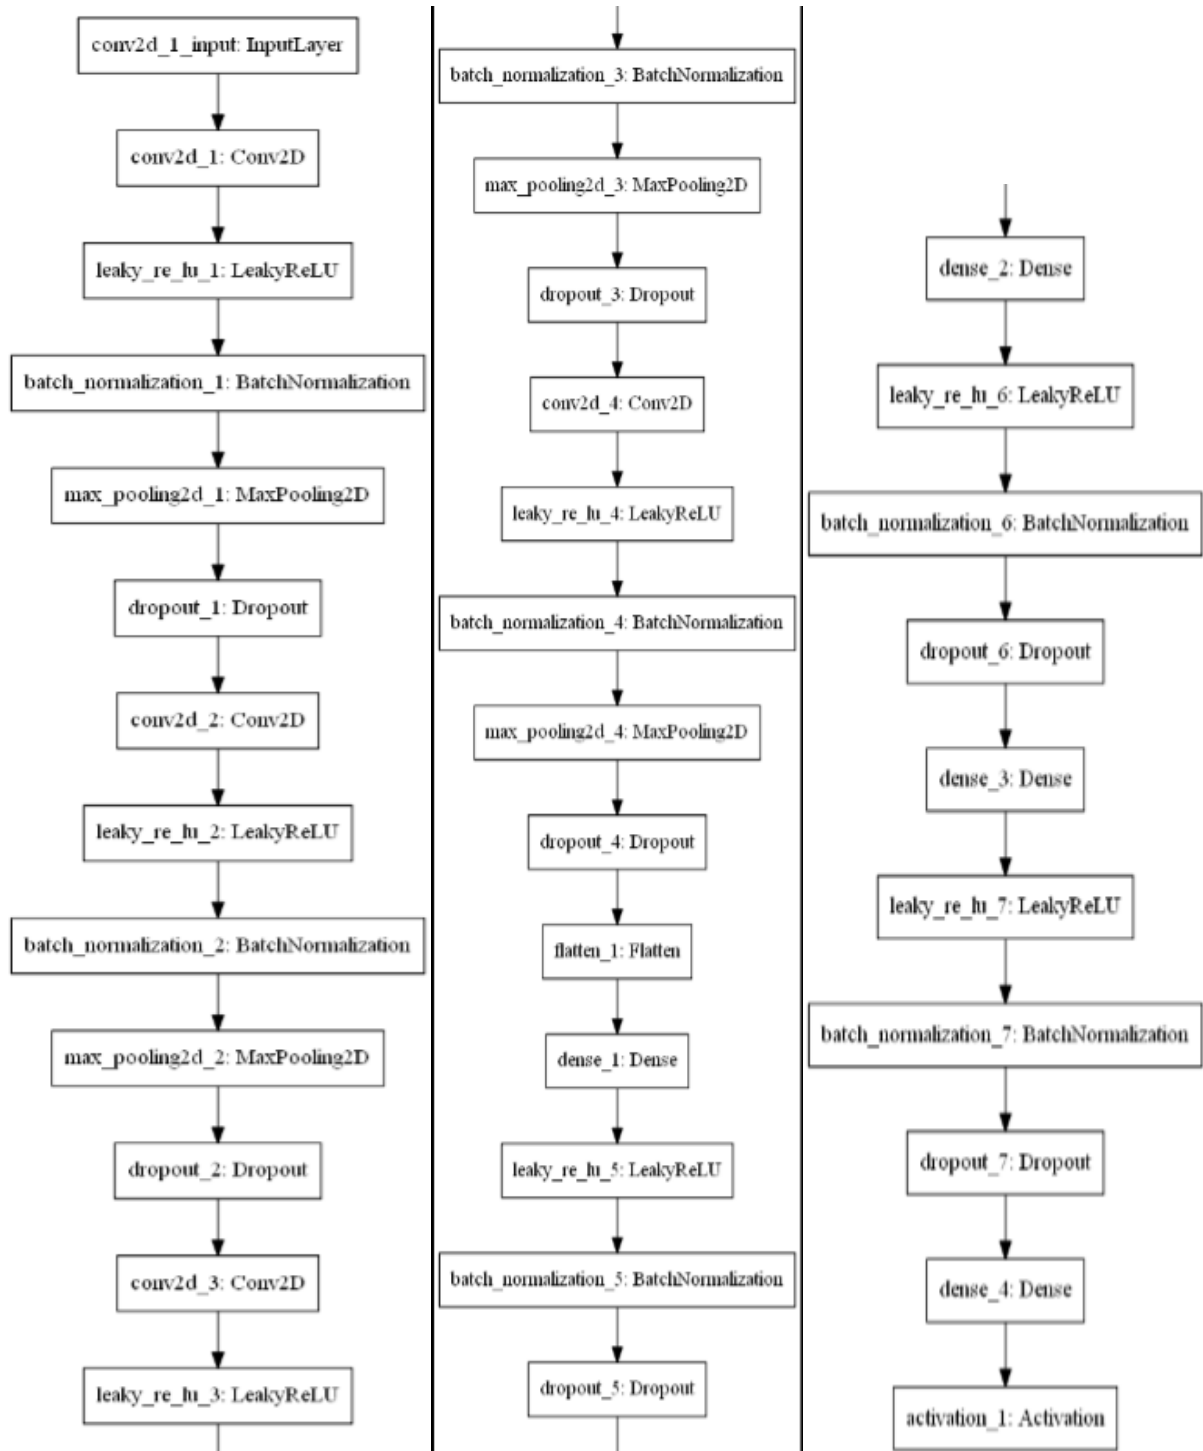 conv2d_1_input: InputLayer
conv2d_1: Conv2D
leaky_re_lu_1: LeakyReLU
batch_normalization_1: BatchNormalization
max_pooling2d_1: MaxPooling2D
dropout_1: Dropout
conv2d_2: Conv2D
leaky_re_lu_2: LeakyReLU
batch_normalization_2: BatchNormalization
max_pooling2d_2: MaxPooling2D
dropout_2: Dropout
conv2d_3: Conv2D
leaky_re_lu_3: LeakyReLU
batch_normalization_3: BatchNormalization
max_pooling2d_3: MaxPooling2D
dropout_3: Dropout
conv2d_4: Conv2D
leaky_re_lu_4: LeakyReLU
batch_normalization_4: BatchNormalization
max_pooling2d_4: MaxPooling2D
dropout_4: Dropout
flatten_1: Flatten
dense_1: Dense
leaky_re_lu_5: LeakyReLU
batch_normalization_5: BatchNormalization
dropout_5: Dropout
dense_2: Dense
leaky_re_lu_6: LeakyReLU
batch_normalization_6: BatchNormalization
dropout_6: Dropout
dense_3: Dense
leaky_re_lu_7: LeakyReLU
batch_normalization_7: BatchNormalization
dropout_7: Dropout
dense_4: Dense
activation_1: Activation